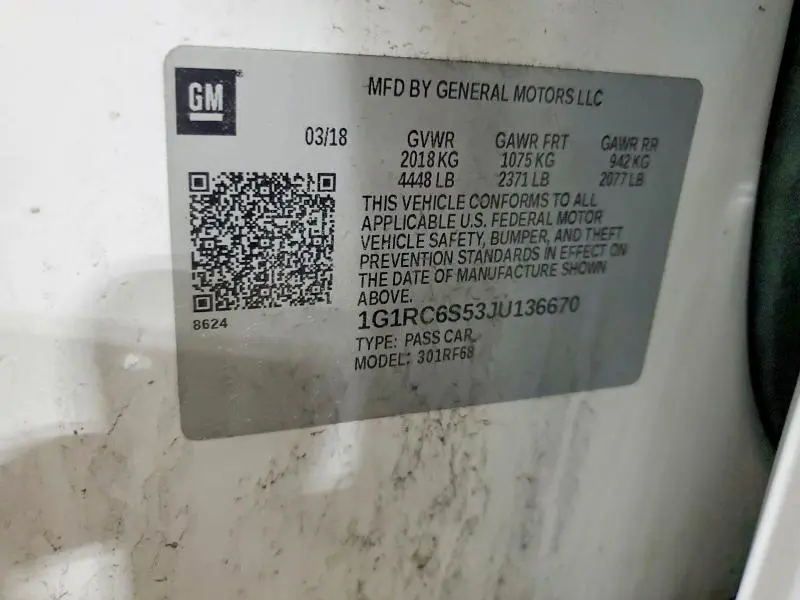 GM
MFD BY GENERAL MOTORS LLC
03/18 GVWR GAWR FRT GAWR RR
2018 KG 1075 KG 942 KG
4448 LB 2371 LB 2077 LB
THIS VEHICLE CONFORMS TO ALL
APPLICABLE U.S. FEDERAL MOTOR
VEHICLE SAFETY, BUMPER, AND THEFT
PREVENTION STANDARDS IN EFFECT ON
THE DATE OF MANUFACTURE SHOWN
ABOVE.
8624
1G1RC6S53JU136670
TYPE: PASS CAR
MODEL: 301RF68